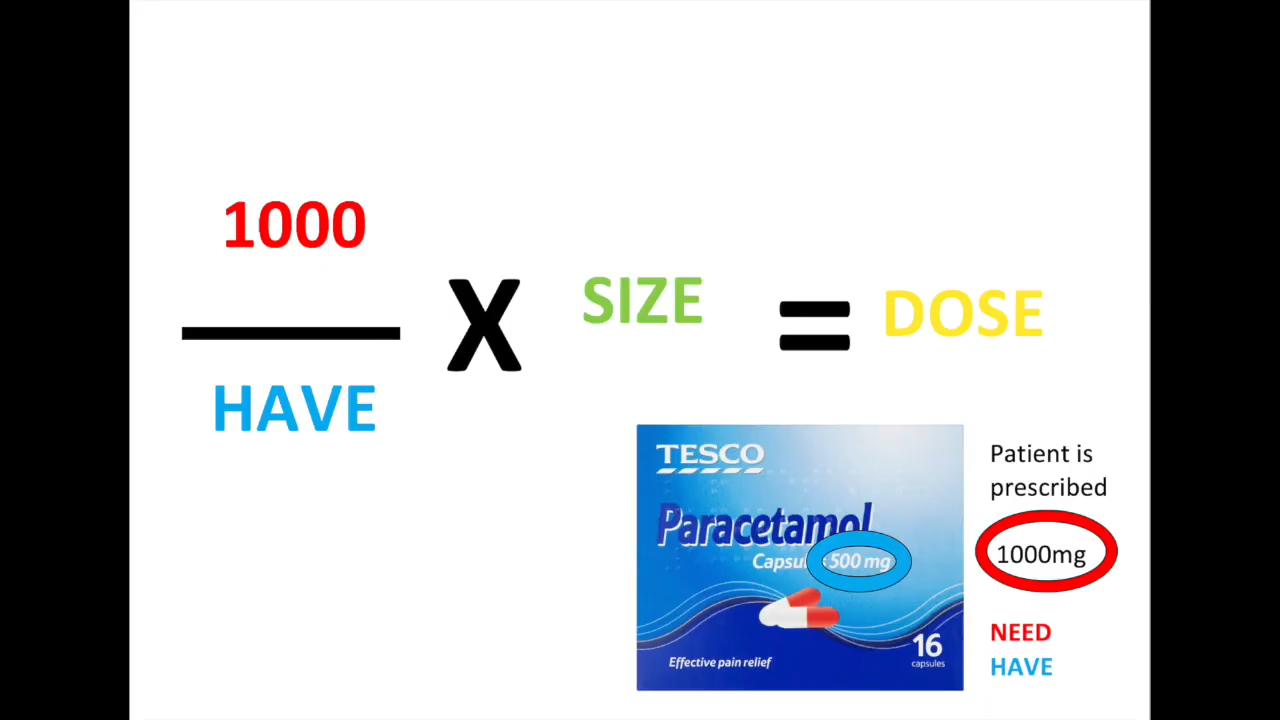 1000
HAVE
X
SIZE
=
DOSE
TESCO
Paracetamol
Capsules 500 mg
16
capsules
Effective pain relief
Patient is
prescribed
1000mg
NEED
HAVE